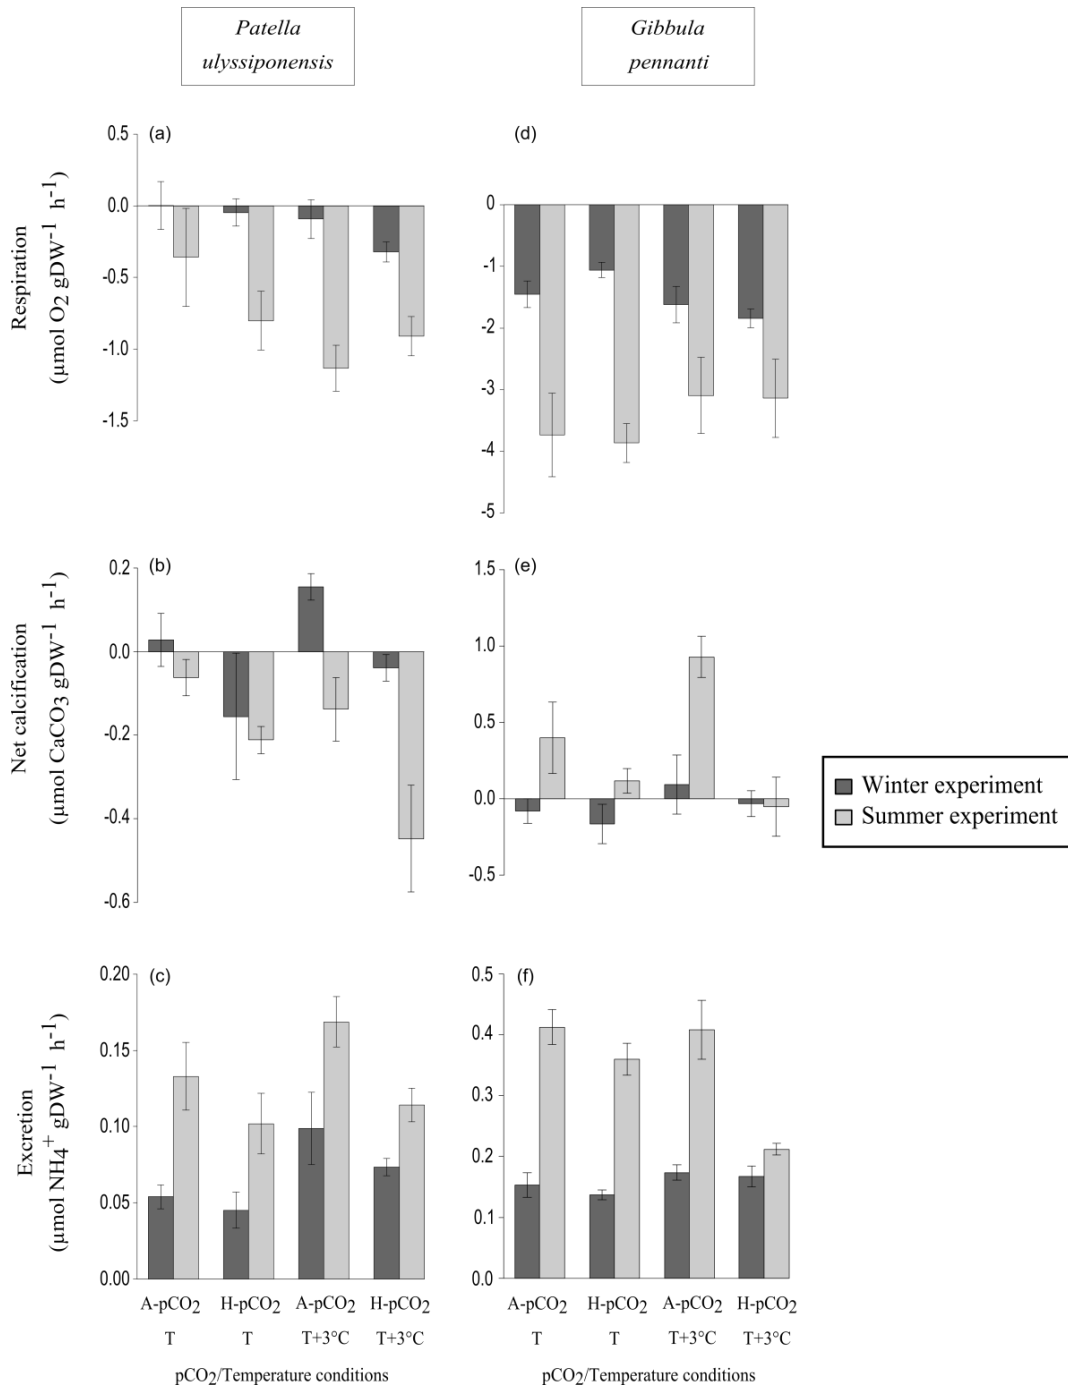 Patella
ulyssiponensis
Gibbula
pennanti
Respiration
(µmol O2 gDW-1 h-1)
(a)
0.5
0.0
-0.5
-1.0
-1.5
(d)
0
-1
-2
-3
-4
-5
Net calcification
(µmol CaCO3 gDW-1 h-1)
(b)
0.2
0.0
-0.2
-0.4
-0.6
(e)
1.5
1.0
0.5
0.0
-0.5
Winter experiment
Summer experiment
Excretion
(µmol NH4+ gDW-1 h-1)
(c)
0.20
0.15
0.10
0.05
0.00
(f)
0.5
0.4
0.3
0.2
0.1
0.0
A-pCO2 H-pCO2 A-pCO2 H-pCO2
T T T+3°C T+3°C
pCO2/Temperature conditions
A-pCO2 H-pCO2 A-pCO2 H-pCO2
T T T+3°C T+3°C
pCO2/Temperature conditions